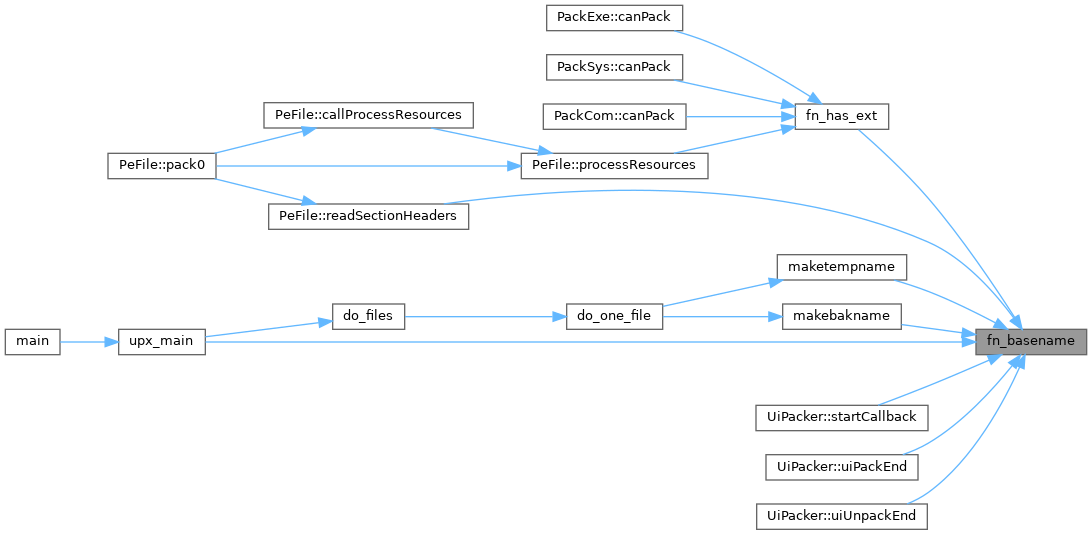 PackExe::canPack
PackSys::canPack
PeFile::callProcessResources
PackCom::canPack
fn_has_ext
PeFile::pack0
PeFile::processResources
PeFile::readSectionHeaders
maketempname
do_files
do_one_file
makebakname
main
upx_main
fn_basename
UiPacker::startCallback
UiPacker::uiPackEnd
UiPacker::uiUnpackEnd